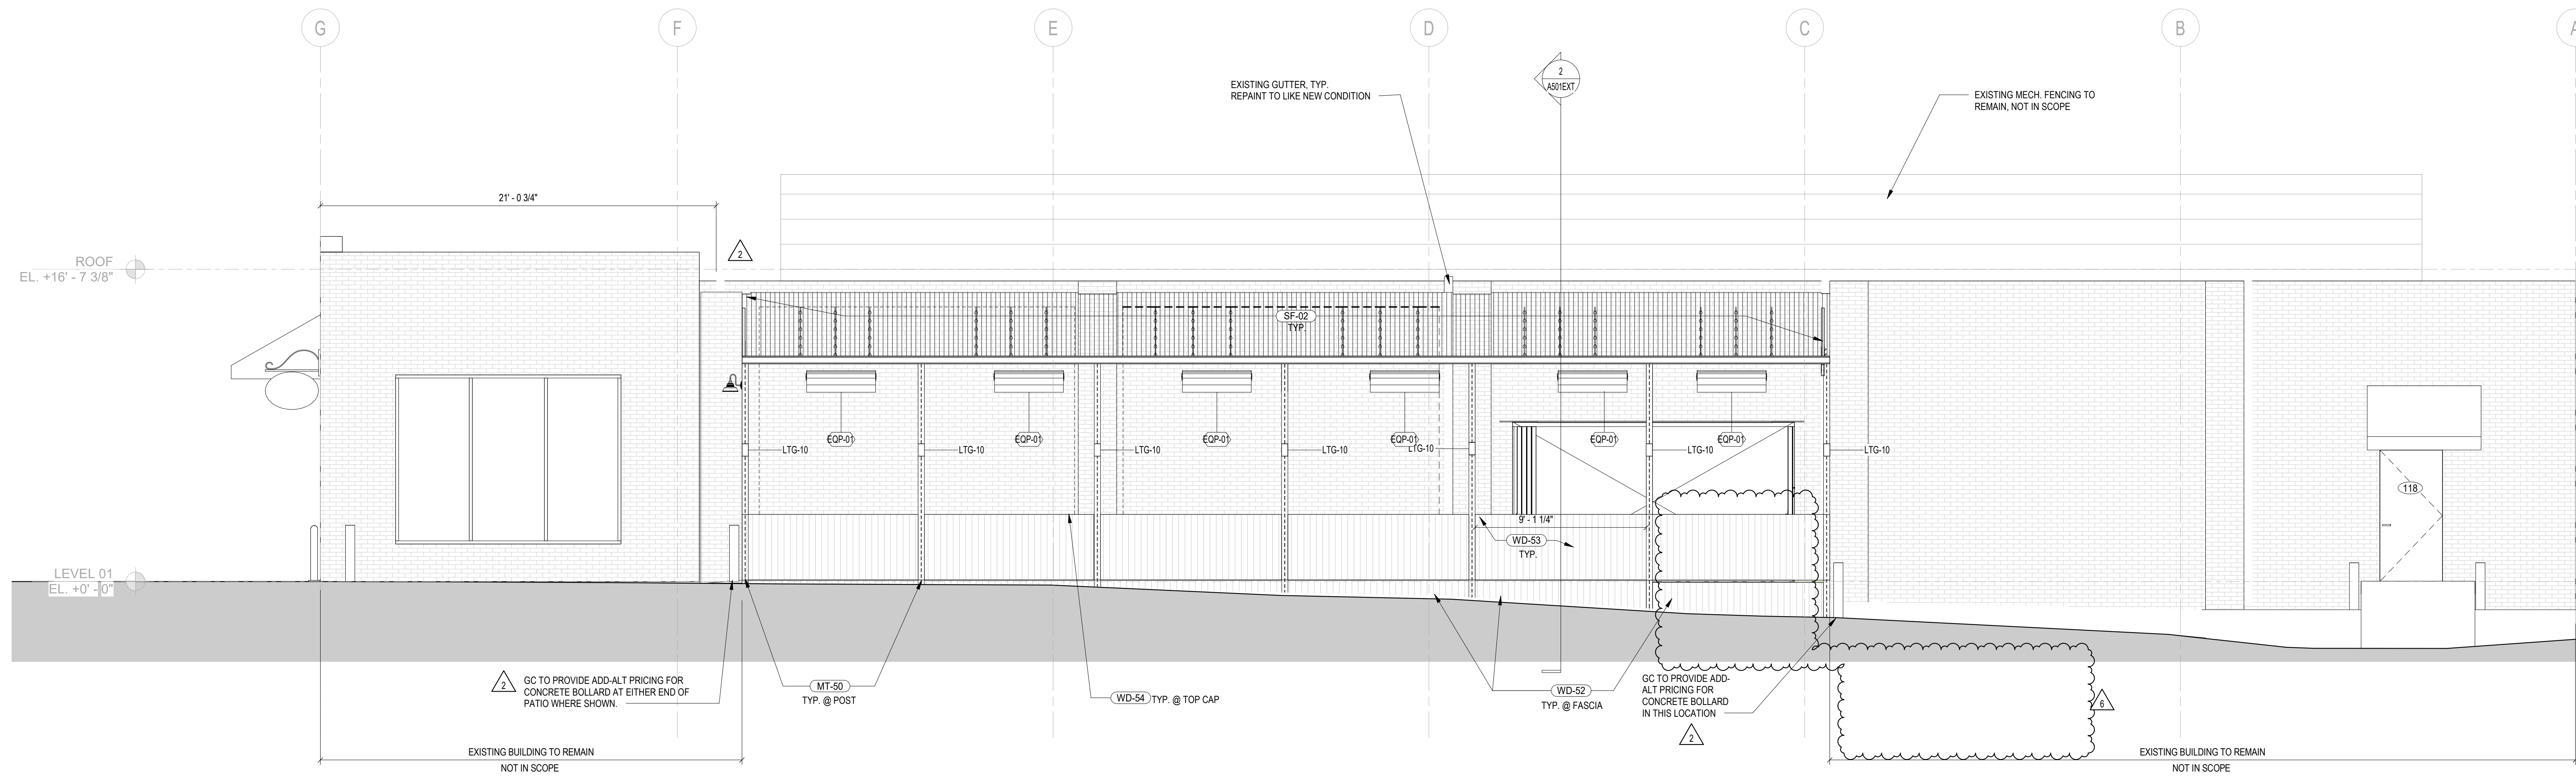 G
F
E
D
C
B
A
2
A501EXT
EXISTING GUTTER, TYP.
REPAINT TO LIKE NEW CONDITION
EXISTING MECH. FENCING TO
REMAIN, NOT IN SCOPE
21' - 0 3/4"
2
ROOF
EL. +16' - 7 3/8"
SF-02
TYP.
EQP-01
EQP-01
EQP-01
EQP-01
EQP-01
EQP-01
LTG-10
LTG-10
LTG-10
LTG-10
LTG-10
LTG-10
LTG-10
118
9' - 1 1/4"
WD-53
TYP.
LEVEL 01
EL. +0' - 0"
2
GC TO PROVIDE ADD-ALT PRICING FOR
CONCRETE BOLLARD AT EITHER END OF
PATIO WHERE SHOWN.
MT-50
TYP. @ POST
WD-54 TYP. @ TOP CAP
WD-52
TYP. @ FASCIA
GC TO PROVIDE ADD-
ALT PRICING FOR
CONCRETE BOLLARD
IN THIS LOCATION
2
6
EXISTING BUILDING TO REMAIN
NOT IN SCOPE
EXISTING BUILDING TO REMAIN
NOT IN SCOPE